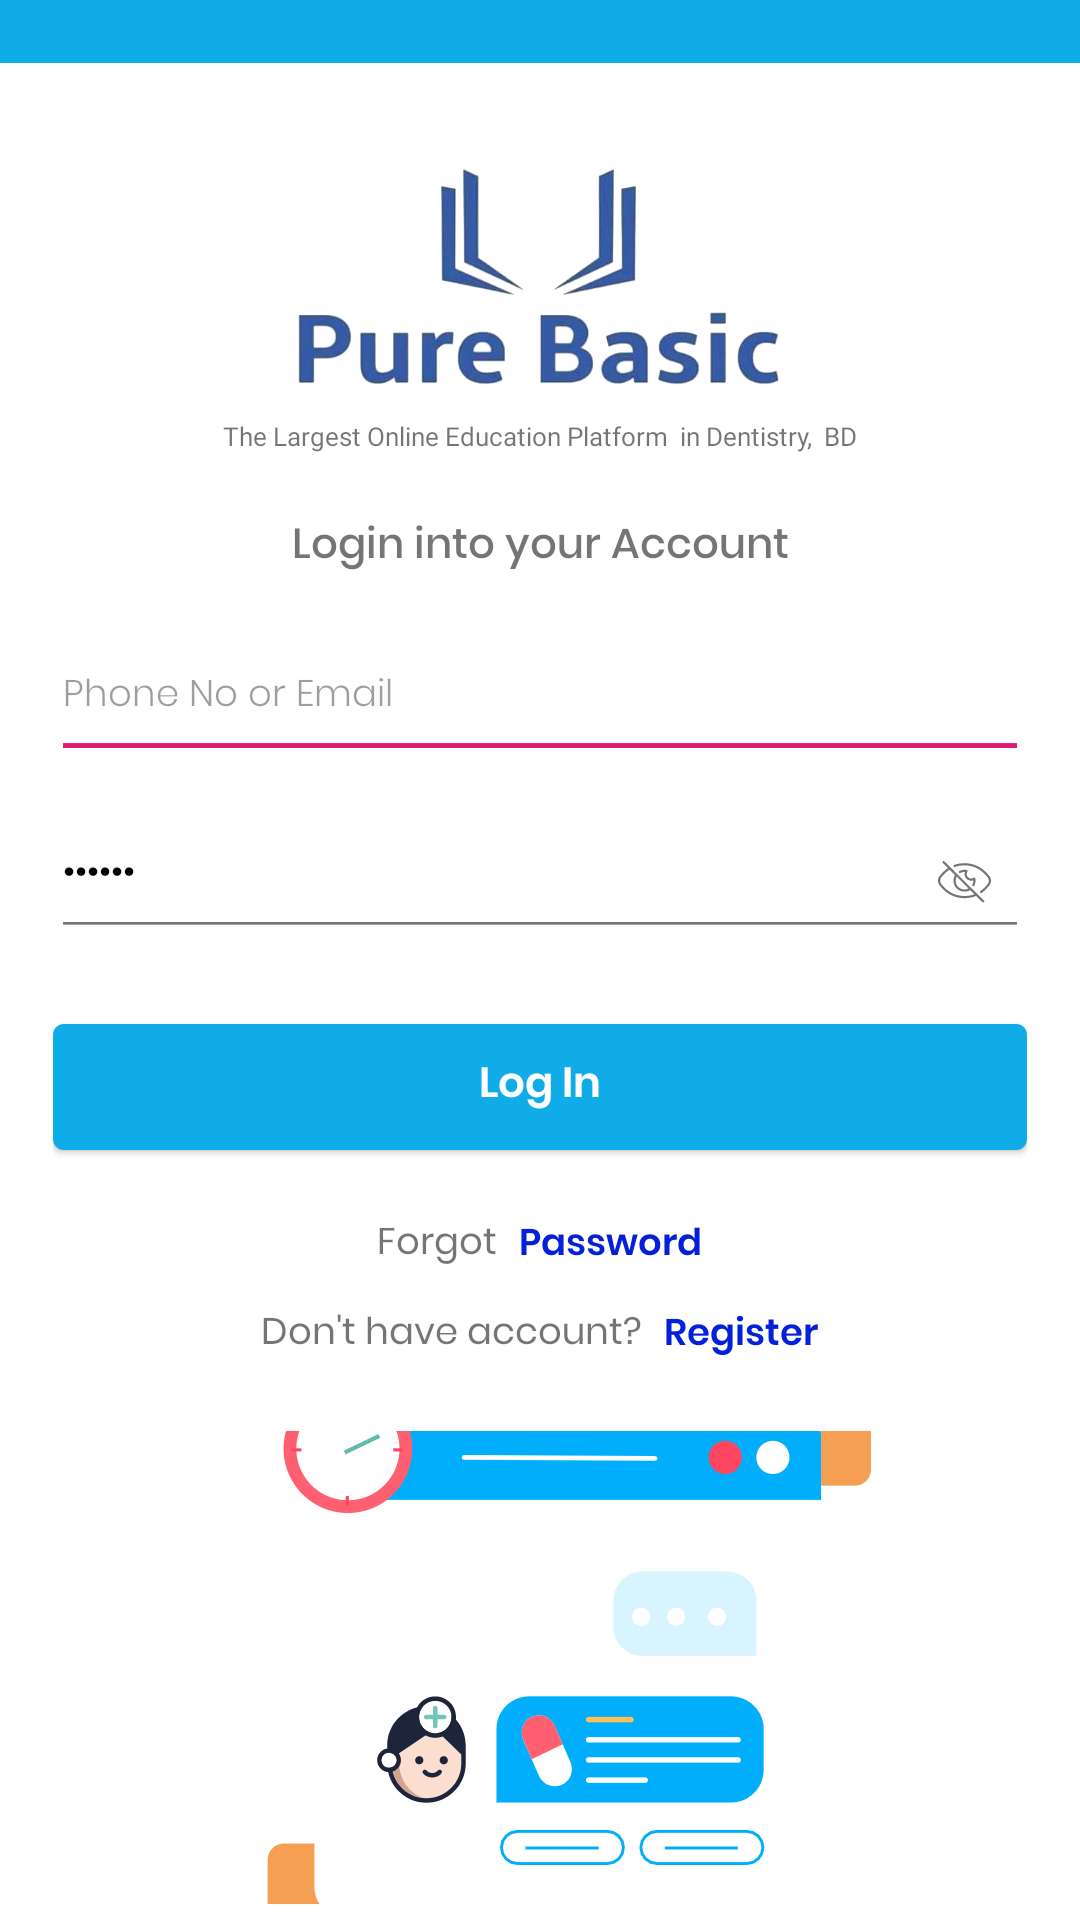 Pure Basic
The Largest Online Education Platform in Dentistry, BD
Login into your Account
Phone No or Email
••••••
Log In
Forgot Password
Don't have account? Register